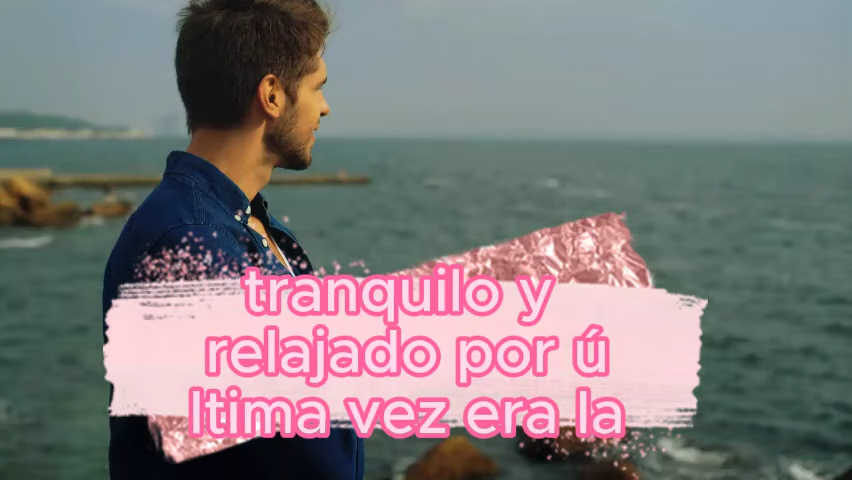 tranquilo y
relajado por ú
ltima vez era la